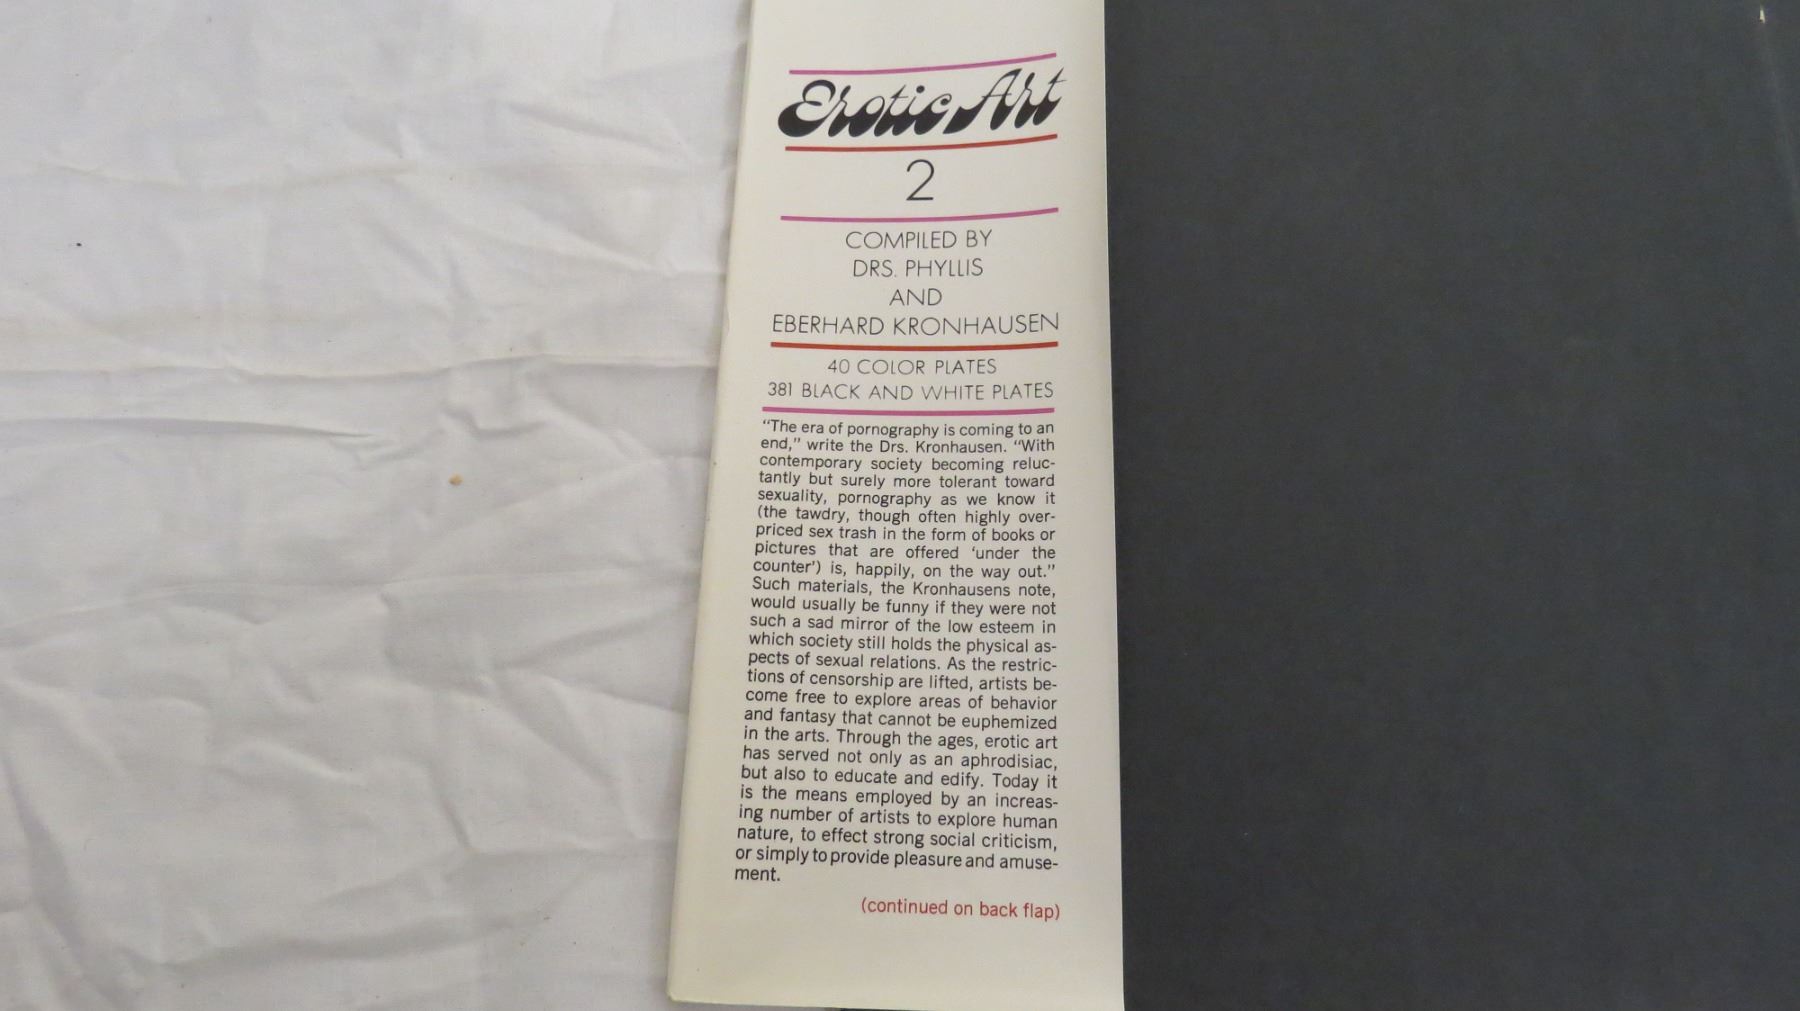 Erotic Art
2
COMPILED BY
DRS. PHYLLIS
AND
EBERHARD KRONHAUSEN
40 COLOR PLATES
381 BLACK AND WHITE PLATES
“The era of pornography is coming to an
end,” write the Drs. Kronhausen. “With
contemporary society becoming reluc-
tantly but surely more tolerant toward
sexuality, pornography as we know it
(the tawdry, though often highly over-
priced sex trash in the form of books or
pictures that are offered ‘under the
counter’) is, happily, on the way out.”
Such materials, the Kronhausens note,
would usually be funny if they were not
such a sad mirror of the low esteem in
which society still holds the physical as-
pects of sexual relations. As the restric-
tions of censorship are lifted, artists be-
come free to explore areas of behavior
and fantasy that cannot be euphemized
in the arts. Through the ages, erotic art
has served not only as an aphrodisiac,
but also to educate and edify. Today it
is the means employed by an increas-
ing number of artists to explore human
nature, to effect strong social criticism,
or simply to provide pleasure and amuse-
ment.
(continued on back flap)